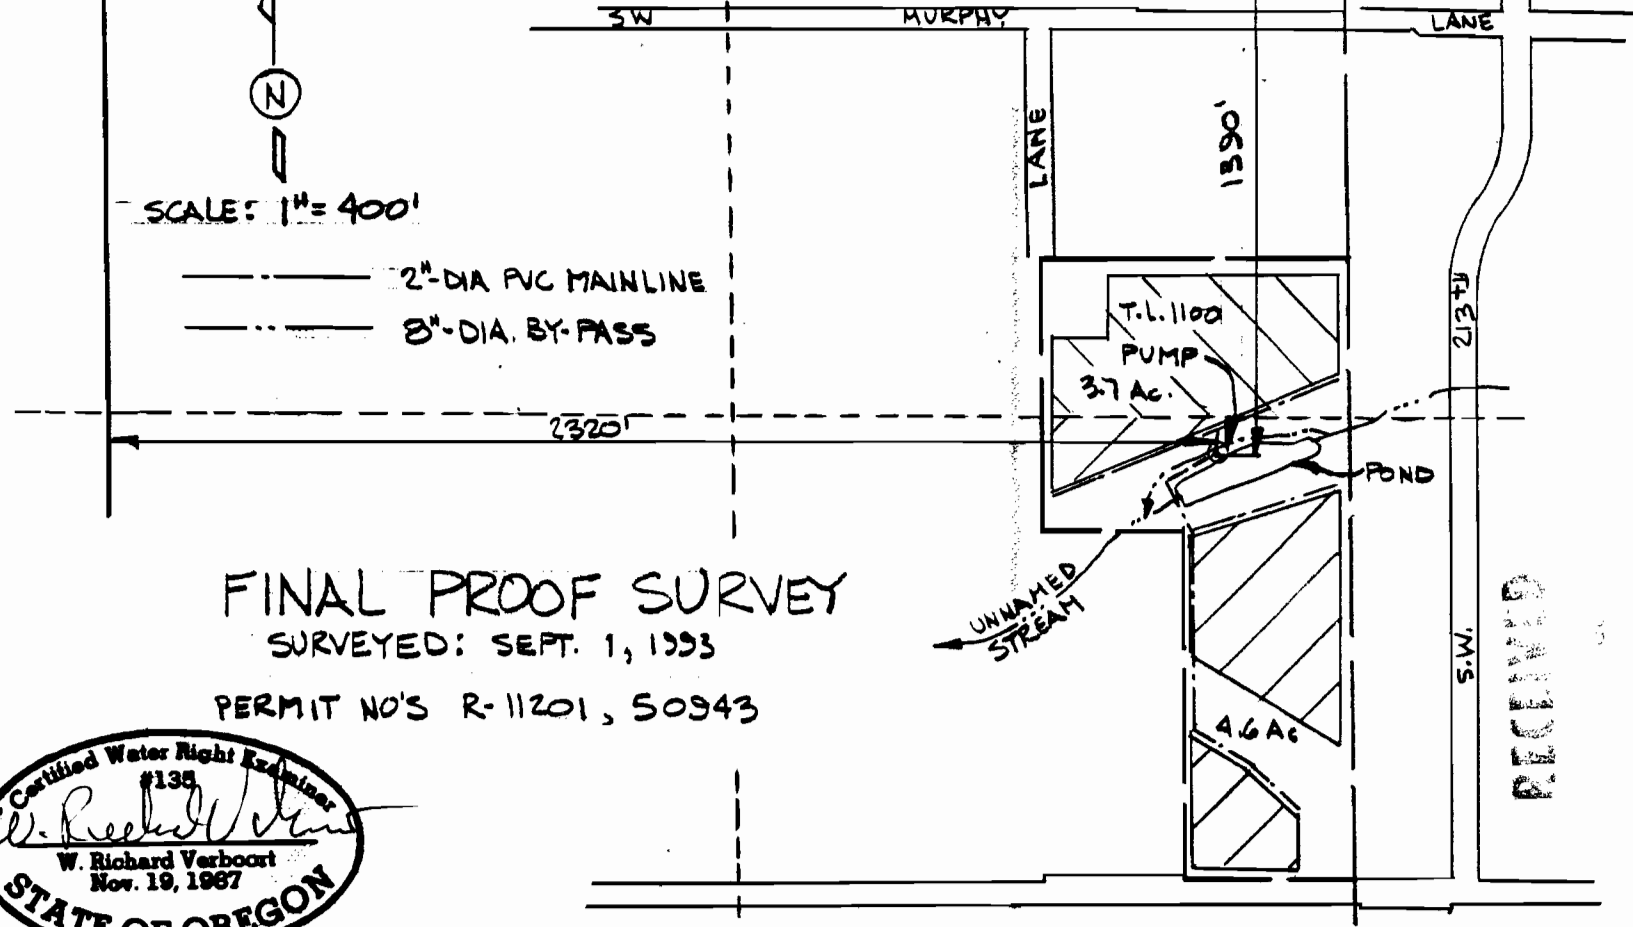 SW MURPHY LANE
N
LANE
1390'
SCALE: 1"= 400'
2"-DIA PVC MAINLINE
8"-DIA. BY-PASS
T.L. 1100
PUMP
3.7 Ac.
213TH
2320'
POND
FINAL PROOF SURVEY
SURVEYED: SEPT. 1, 1993
PERMIT NO'S R-11201, 50943
UNNAMED
STREAM
S.W.
RECEIVED
4.6 Ac
Certified Water Right Examiner
#135
W. Richard Verboort
Nov. 19, 1987
STATE OF OREGON